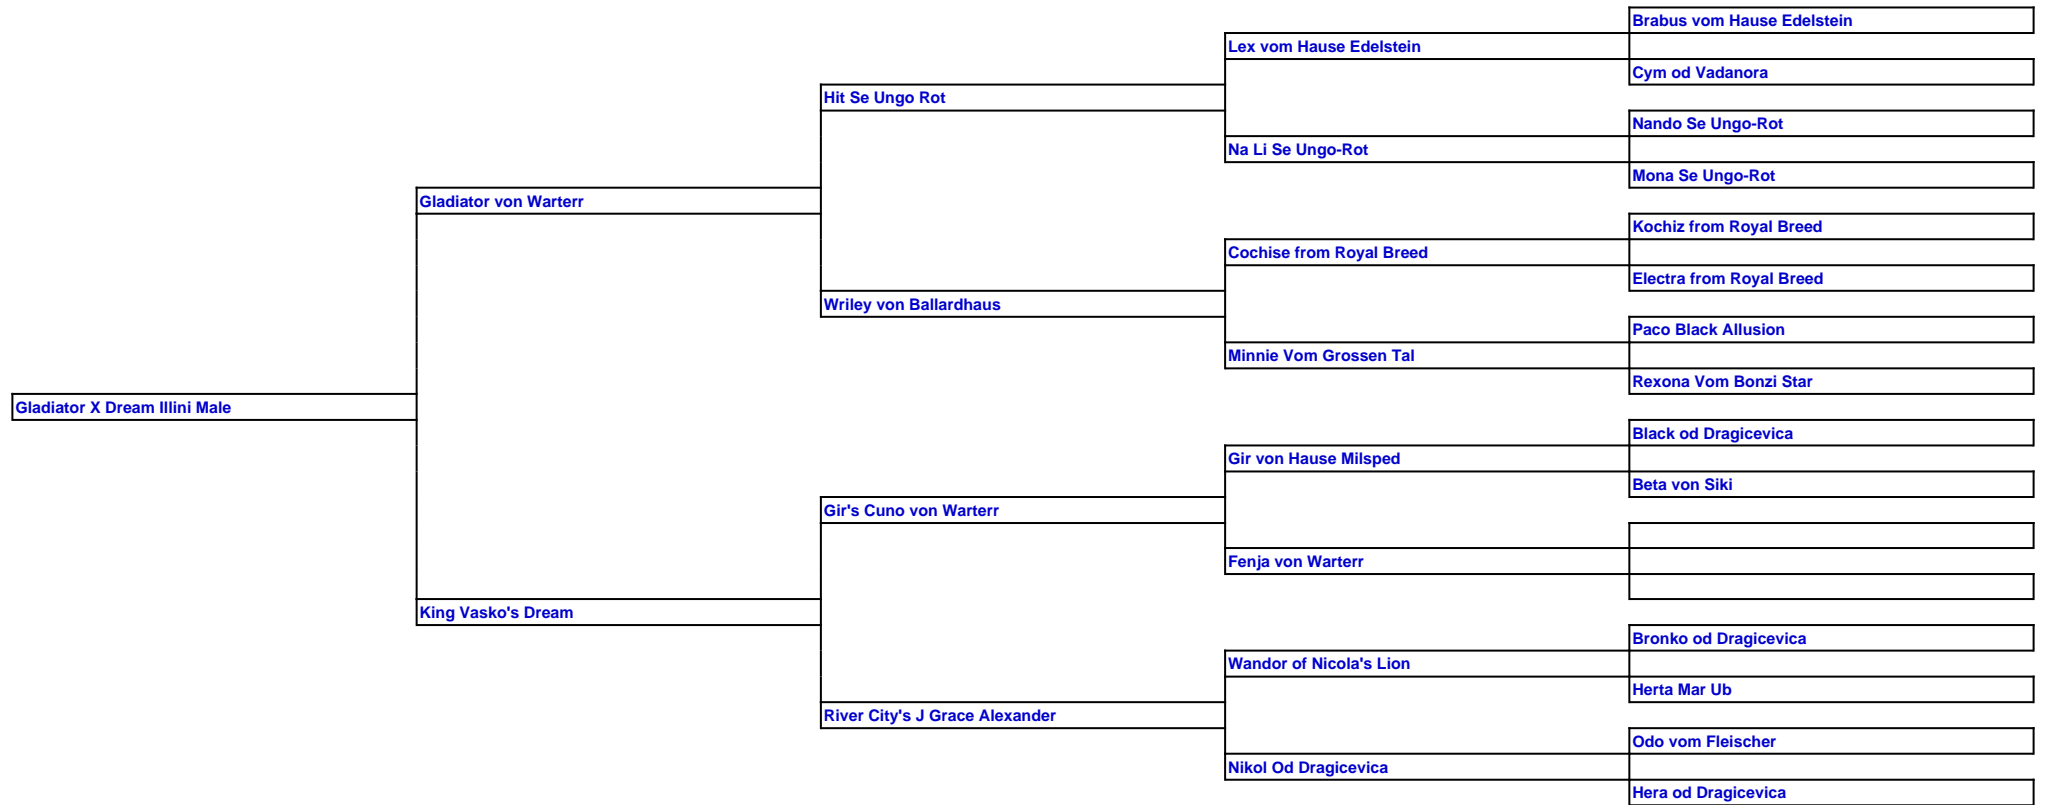 Brabus vom Hause Edelstein
Lex vom Hause Edelstein
Cym od Vadanora
Hit Se Ungo Rot
Nando Se Ungo-Rot
Na Li Se Ungo-Rot
Mona Se Ungo-Rot
Gladiator von Warterr
Kochiz from Royal Breed
Cochise from Royal Breed
Electra from Royal Breed
Wriley von Ballardhaus
Paco Black Allusion
Minnie Vom Grossen Tal
Rexona Vom Bonzi Star
Gladiator X Dream Illini Male
Black od Dragicevica
Gir von Hause Milsped
Beta von Siki
Gir's Cuno von Warterr
Fenja von Warterr
King Vasko's Dream
Bronko od Dragicevica
Wandor of Nicola's Lion
Herta Mar Ub
River City's J Grace Alexander
Odo vom Fleischer
Nikol Od Dragicevica
Hera od Dragicevica